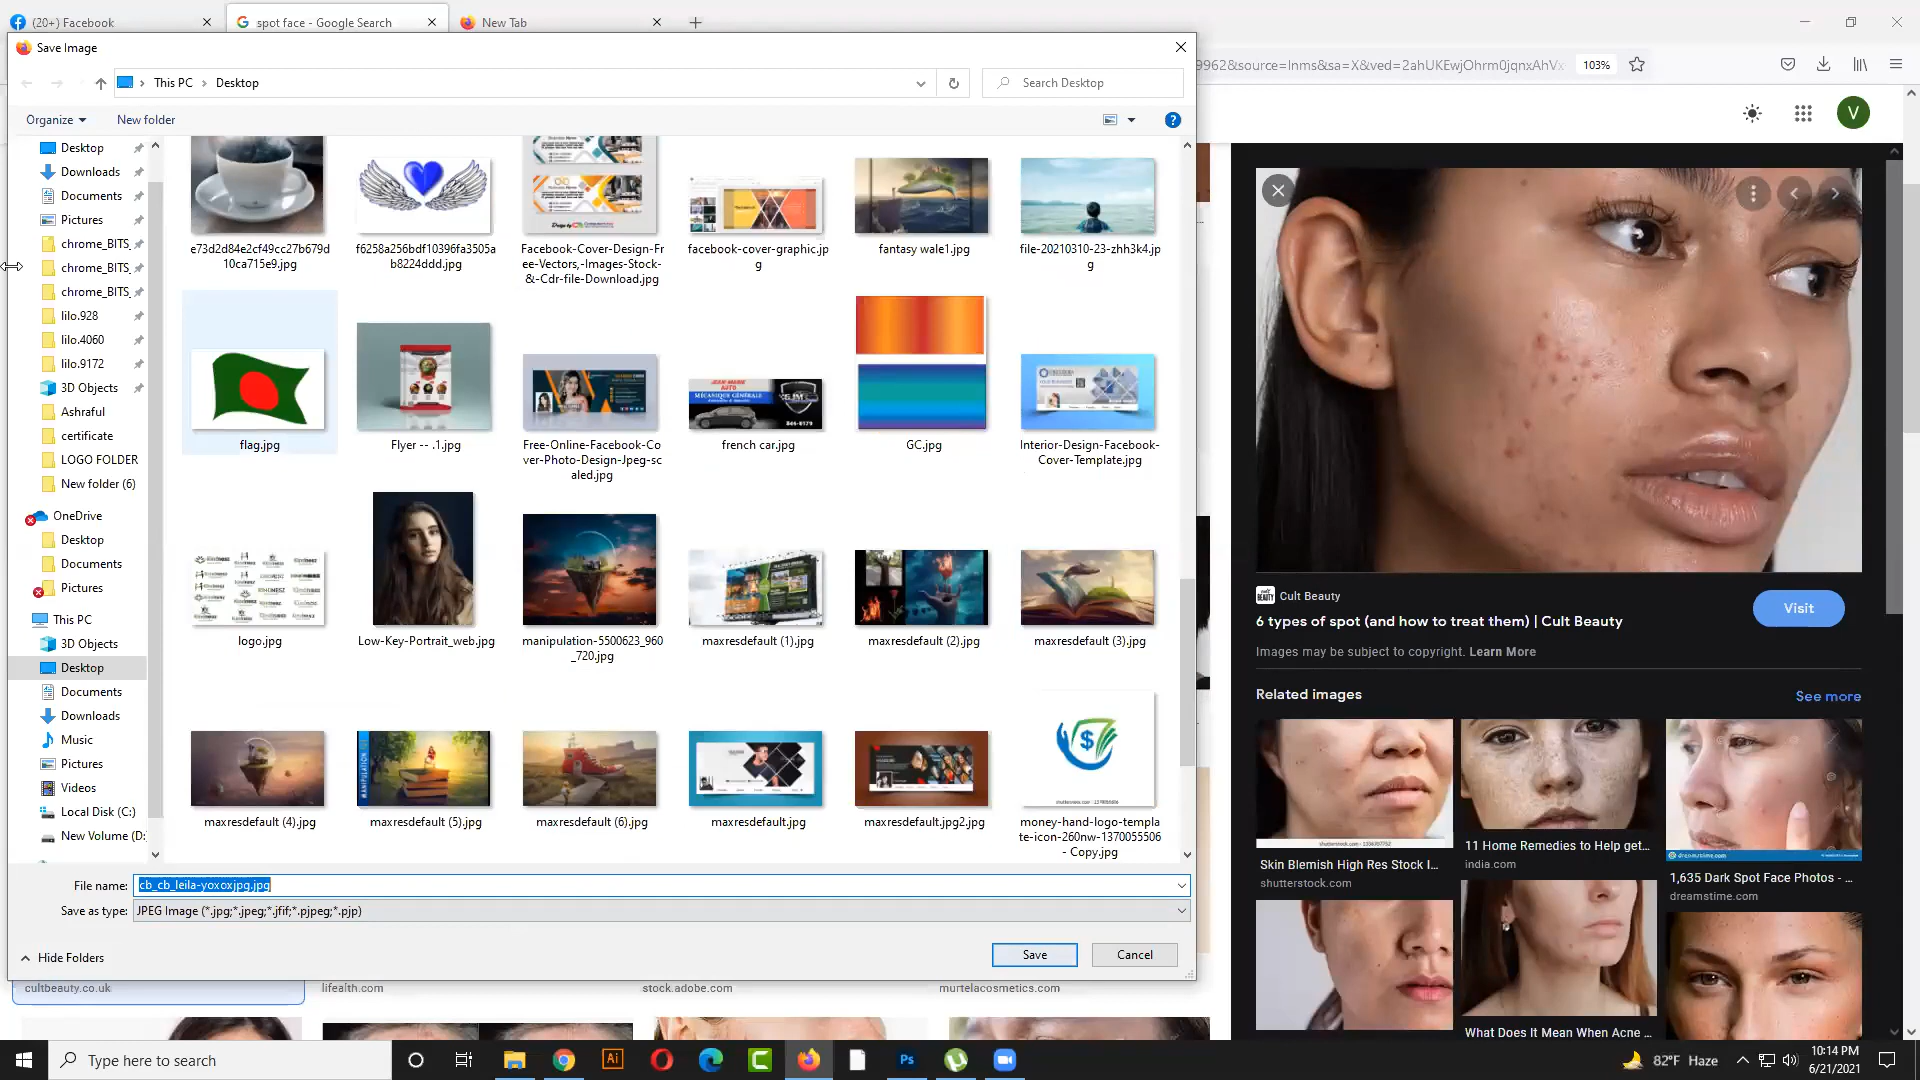 (20+) Facebook
spot face - Google Search
New Tab
Save Image
9962&source=lnms&sa=X&ved=2ahUKEwjOhrm0jqnxAhVx
103%
This PC
Desktop
Search Desktop
Organize
New folder
V
Desktop
Downloads
Documents
Pictures
chrome_BITS_
chrome_BITS_
chrome_BITS_
lilo.928
lilo.4060
lilo.9172
3D Objects
Ashraful
certificate
LOGO FOLDER
New folder (6)
OneDrive
Desktop
Documents
Pictures
This PC
3D Objects
Desktop
Documents
Downloads
Music
Pictures
Videos
Local Disk (C:)
New Volume (D:
e73d2d84e2cf49cc27b679d
10ca715e9.jpg
f6258a256bdf10396fa3505a
b8224ddd.jpg
Facebook-Cover-Design-Fr
ee-Vectors,-Images-Stock-
&-Cdr-file-Download.jpg
facebook-cover-graphic.jp
g
fantasy wale1.jpg
file-20210310-23-zhh3k4.jp
g
flag.jpg
Flyer -- .1.jpg
Free-Online-Facebook-Co
ver-Photo-Design-Jpeg-sc
aled.jpg
french car.jpg
GC.jpg
Interior-Design-Facebook-
Cover-Template.jpg
logo.jpg
Low-Key-Portrait_web.jpg
manipulation-5500623_960
_720.jpg
maxresdefault (1).jpg
maxresdefault (2).jpg
maxresdefault (3).jpg
maxresdefault (4).jpg
maxresdefault (5).jpg
maxresdefault (6).jpg
maxresdefault.jpg
maxresdefault.jpg2.jpg
money-hand-logo-templa
te-icon-260nw-1370055506
- Copy.jpg
File name: cb_cb_leila-yoxoxjpg.jpg
Save as type: JPEG Image (*.jpg;*.jpeg;*.jfif;*.pjpeg;*.pjp)
Hide Folders
Save
Cancel
cultbeauty.co.uk
lifealth.com
stock.adobe.com
murtelacosmetics.com
Cult Beauty
Visit
6 types of spot (and how to treat them) | Cult Beauty
Images may be subject to copyright. Learn More
Related images
See more
Skin Blemish High Res Stock I...
shutterstock.com
11 Home Remedies to Help get...
india.com
1,635 Dark Spot Face Photos - ...
dreamstime.com
What Does It Mean When Acne ...
Type here to search
Ai
Ps
82°F Haze
10:14 PM
6/21/2021